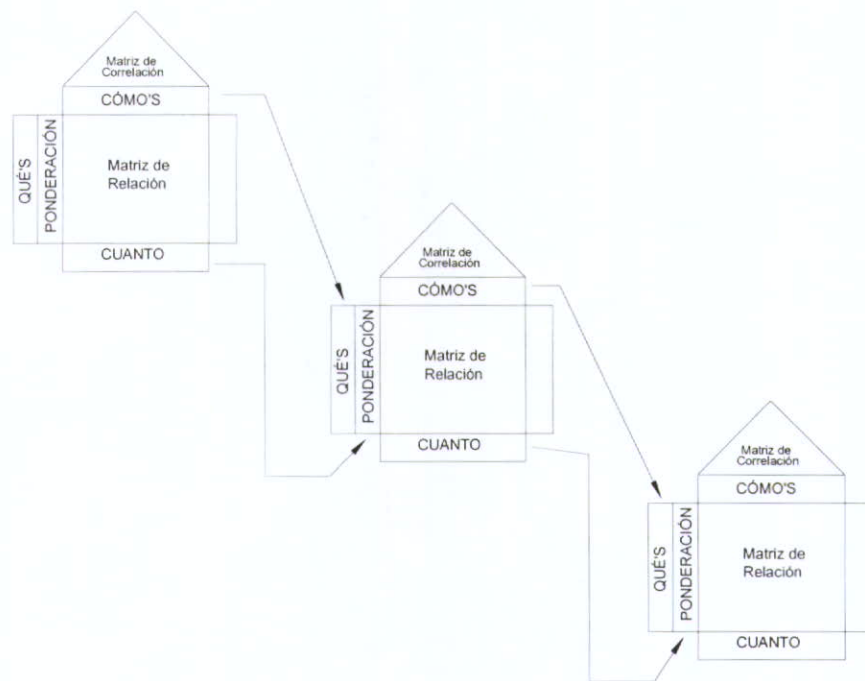 Matriz de
Correlación
CÓMO'S
QUÉ'S
PONDERACIÓN
Matriz de
Relación
CUANTO
Matriz de
Correlación
CÓMO'S
QUÉ'S
PONDERACIÓN
Matriz de
Relación
CUANTO
Matriz de
Correlación
CÓMO'S
QUÉ'S
PONDERACIÓN
Matriz de
Relación
CUANTO